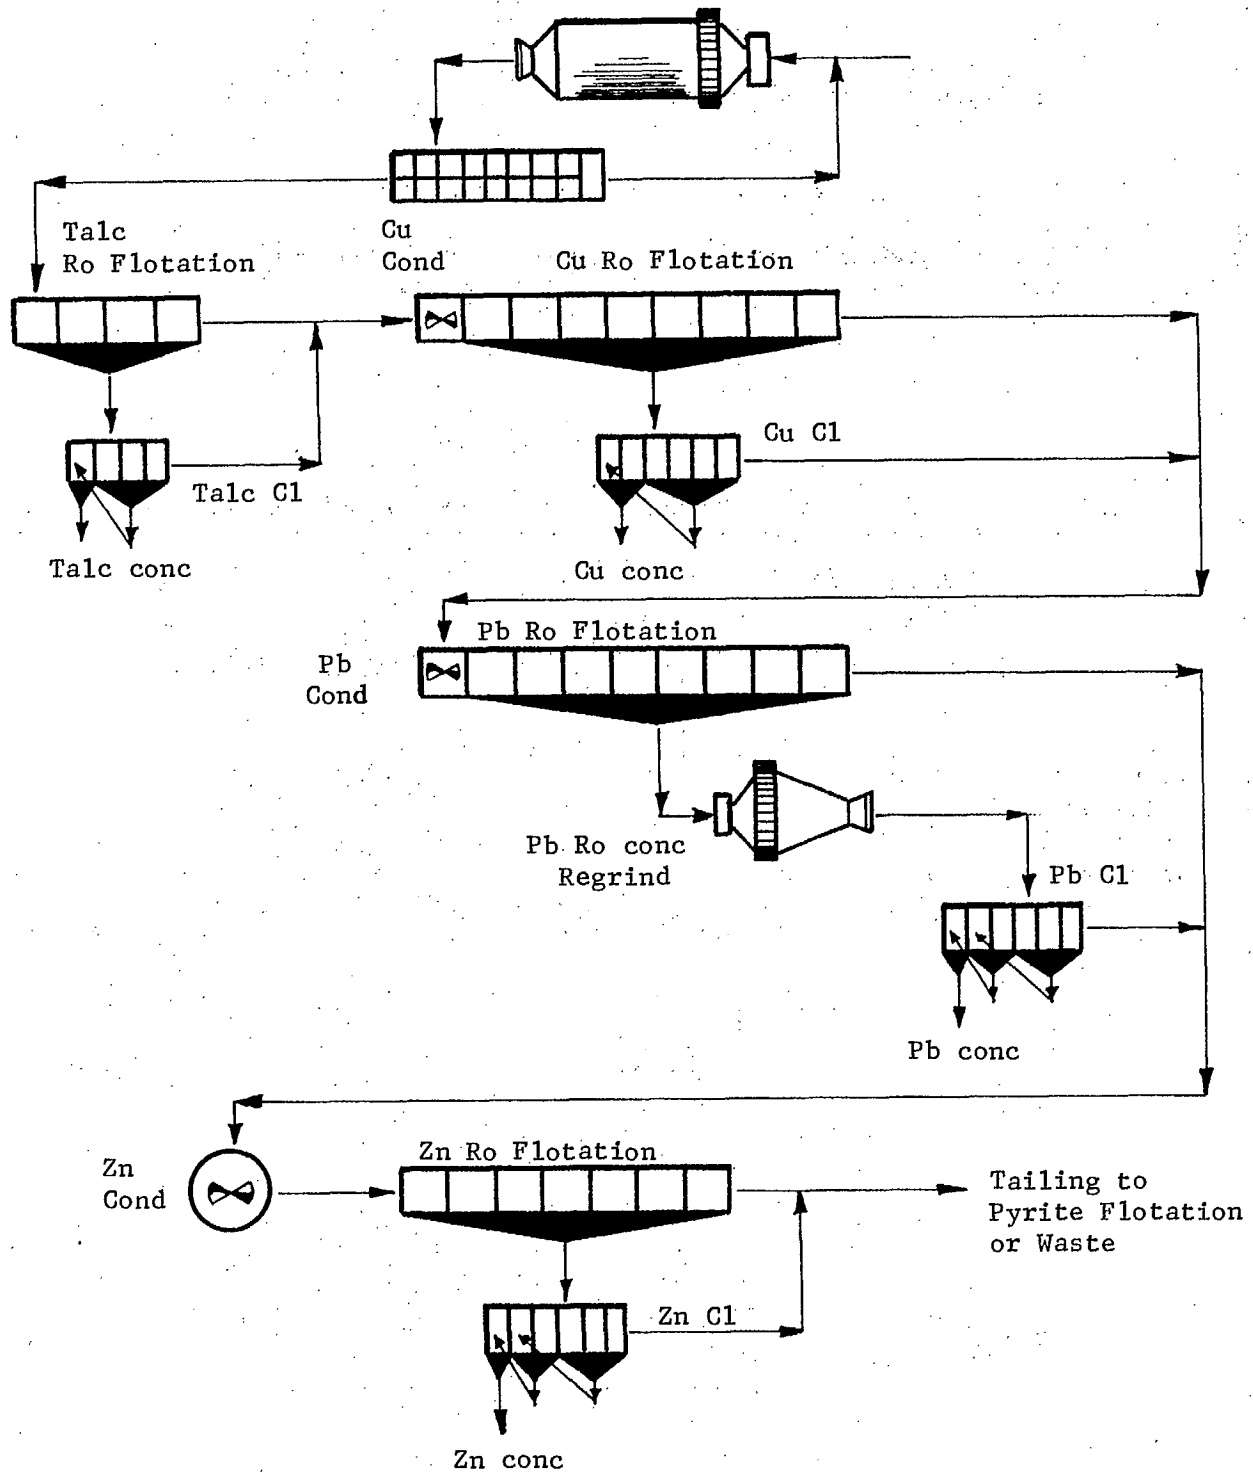 Talc
Ro Flotation
Cu
Cond
Cu Ro Flotation
Cu Cl
Talc Cl
Talc conc
Cu conc
Pb Ro Flotation
Pb
Cond
Pb Ro conc
Regrind
Pb Cl
Pb conc
Zn
Cond
Zn Ro Flotation
Tailing to
Pyrite Flotation
or Waste
Zn Cl
Zn conc